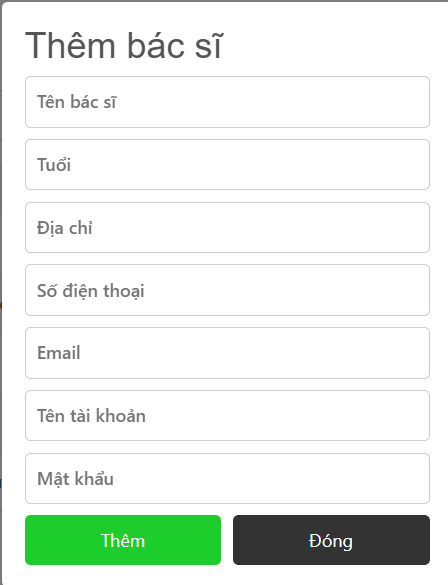 Thêm bác sĩ
Tên bác sĩ
Tuổi
Địa chỉ
Số điện thoại
Email
Tên tài khoản
Mật khẩu
Thêm
Đóng